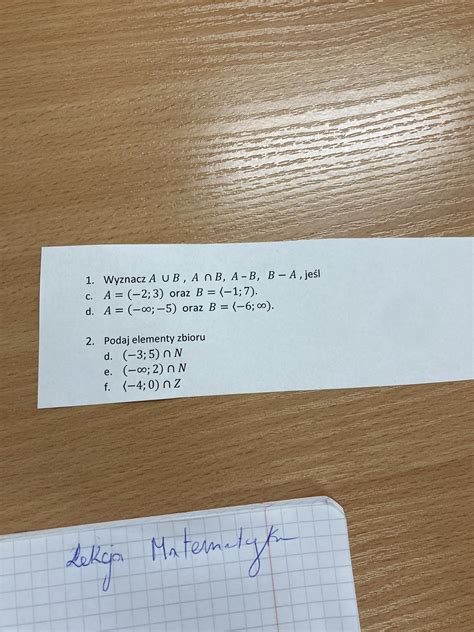 1. Wyznacz A ∪ B , A ∩ B, A – B, B − A , jeśl
c. A = (−2; 3) oraz B = ⟨−1; 7).
d. A = (−∞; −5) oraz B = ⟨−6; ∞).
2. Podaj elementy zbioru
d. (−3; 5) ∩ N
e. (−∞; 2) ∩ N
f. ⟨−4; 0) ∩ Z
Lekcja Matematyka